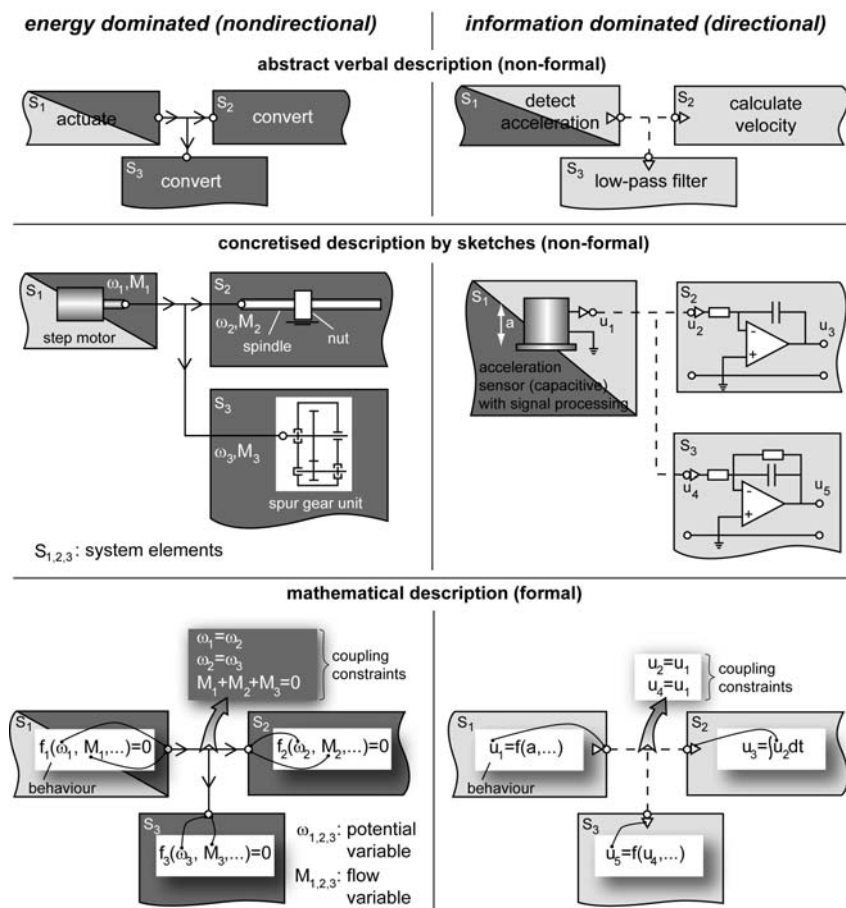 energy dominated (nondirectional)
information dominated (directional)
abstract verbal description (non-formal)
S1
actuate
S2
convert
S3
convert
S1
detect
acceleration
S2
calculate
velocity
S3
low-pass filter
concretised description by sketches (non-formal)
S1
ω1,M1
step motor
S2
ω2,M2
spindle
nut
S3
ω3,M3
spur gear unit
S1,2,3: system elements
S1
a
u1
acceleration
sensor (capacitive)
with signal processing
S2
u2
-
+
u3
S3
u4
-
+
u5
mathematical description (formal)
ω1=ω2
ω2=ω3
M1+M2+M3=0
coupling
constraints
S1
f1(ω1, M1,...)=0
behaviour
S2
f2(ω2, M2,...)=0
S3
f3(ω3, M3,...)=0
ω1,2,3: potential
variable
M1,2,3: flow
variable
u2=u1
u4=u1
coupling
constraints
S1
u1=f(a,...)
behaviour
S2
u3=∫u2dt
S3
u5=f(u4,...)